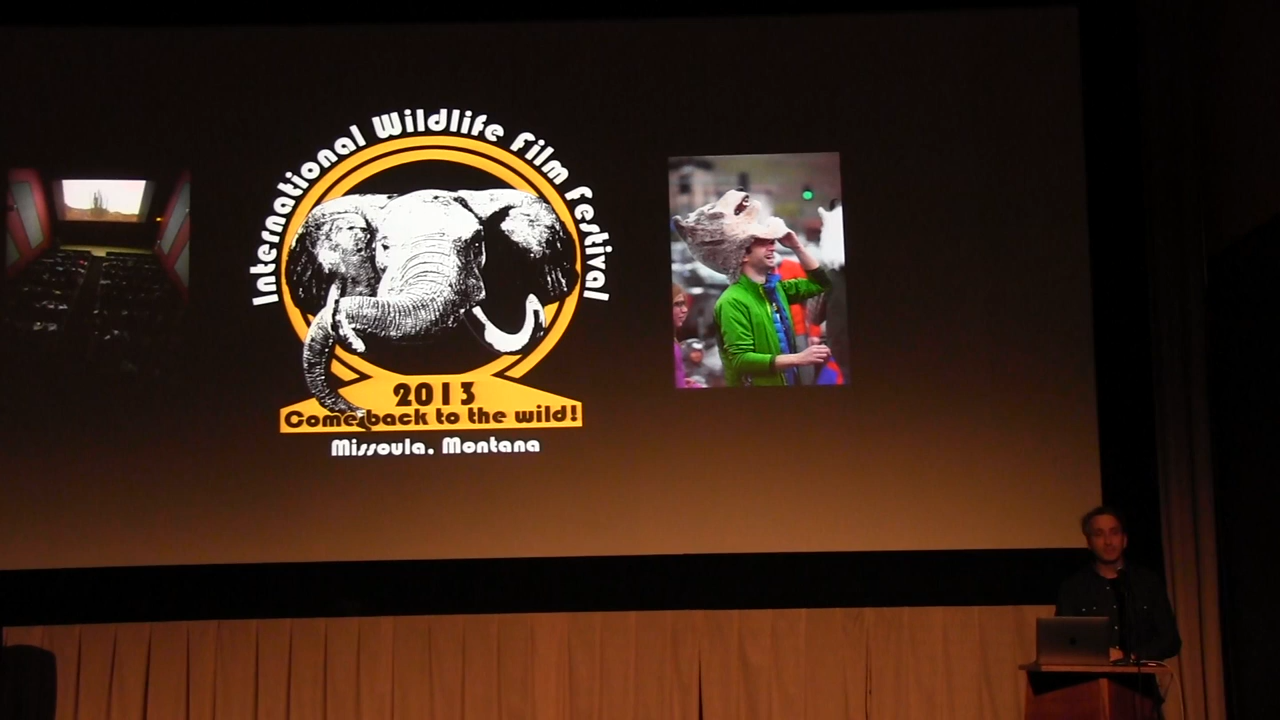 International Wildlife Film Festival
2013
Come back to the wild!
Missoula, Montana